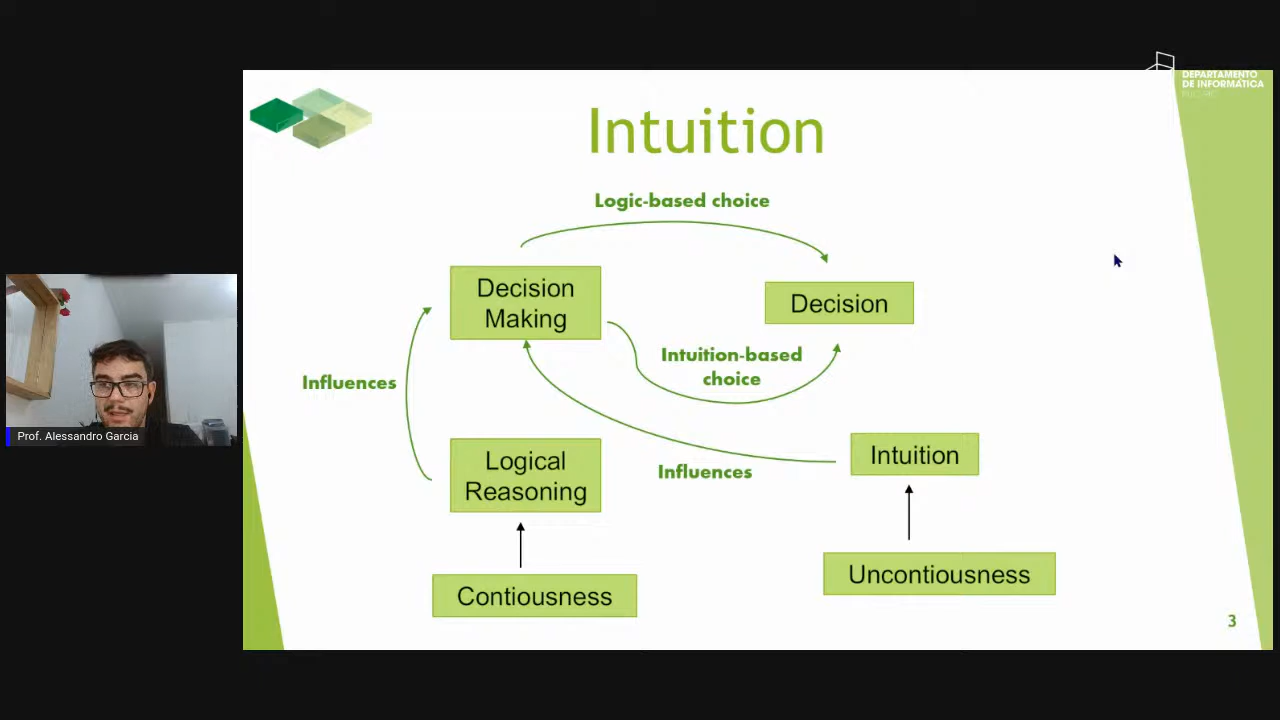 DEPARTAMENTO
DE INFORMÁTICA
Intuition
Logic-based choice
Decision
Making
Decision
Intuition-based
choice
Influences
Logical
Reasoning
Influences
Intuition
Contiousness
Uncontiousness
Prof. Alessandro Garcia
3